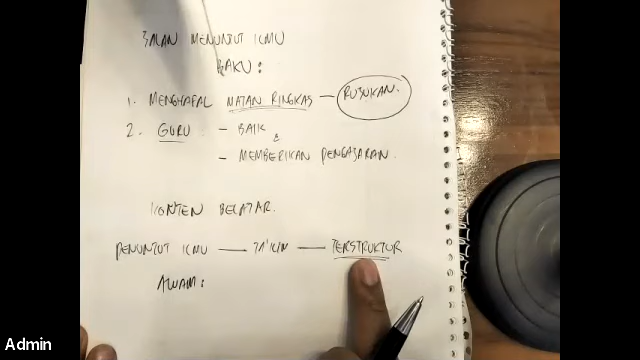 JALAN MENUNTUT ILMU
BAKU:
1. MENGHAFAL MATAN RINGKAS — RUJUKAN.
2. GURU - BAIK
&
- MEMBERIKAN PENGAJARAN.
KONTEN BELAJAR.
PENUNTUT ILMU — TA'LIM — TERSTRUKTUR
AWAM:
Admin